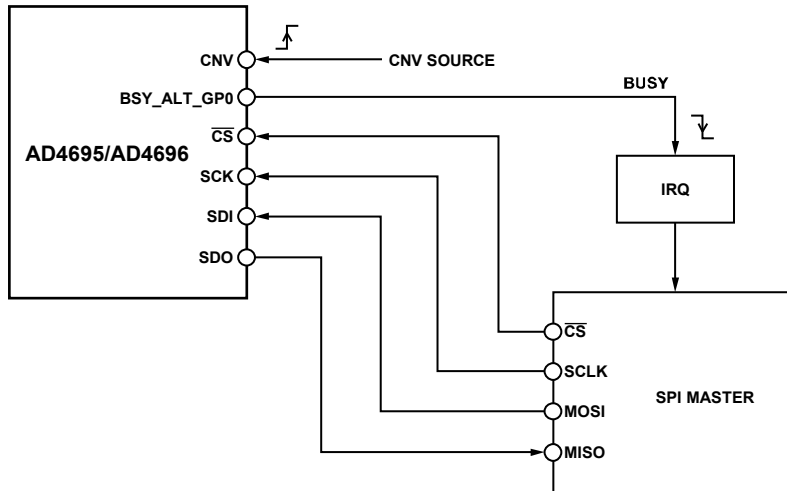 CNV
CNV SOURCE
BSY_ALT_GP0
BUSY
CS
AD4695/AD4696
SCK
IRQ
SDI
SDO
CS
SCLK
SPI MASTER
MOSI
MISO